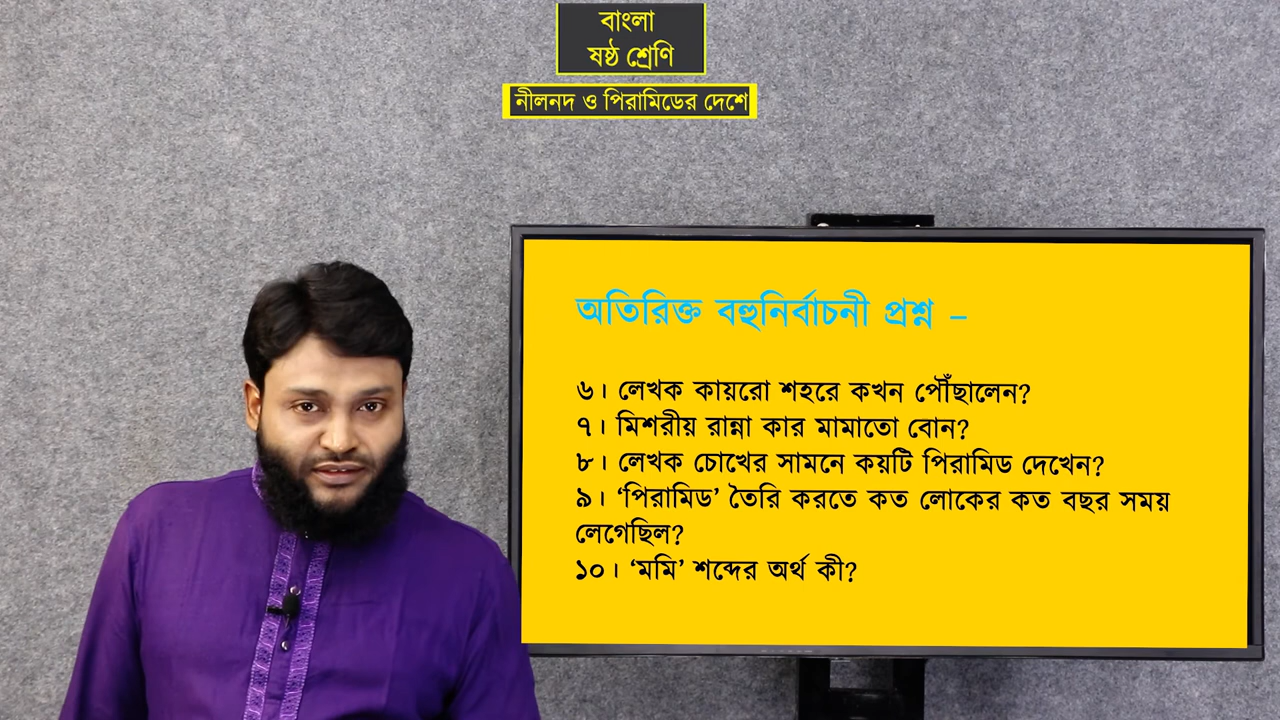 বাংলা
ষষ্ঠ শ্রেণি
নীলনদ ও পিরামিডের দেশে
অতিরিক্ত বহুনির্বাচনী প্রশ্ন –
৬। লেখক কায়রো শহরে কখন পৌঁছালেন?
৭। মিশরীয় রান্না কার মামাতো বোন?
৮। লেখক চোখের সামনে কয়টি পিরামিড দেখেন?
৯। ‘পিরামিড’ তৈরি করতে কত লোকের কত বছর সময়
লেগেছিল?
১০। ‘মমি’ শব্দের অর্থ কী?